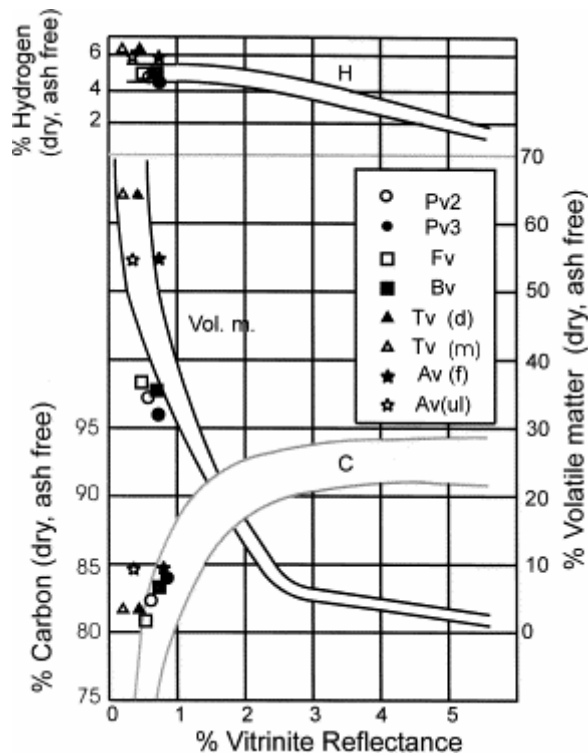 % Hydrogen
(dry, ash free)
6
4
2
H
70
60
50
40
30
20
10
0
% Volatile matter (dry, ash free)
Pv2
Pv3
Fv
Bv
Tv (d)
Tv (m)
Av (f)
Av(ul)
Vol. m.
C
% Carbon (dry, ash free)
95
90
85
80
75
0 1 2 3 4 5
% Vitrinite Reflectance